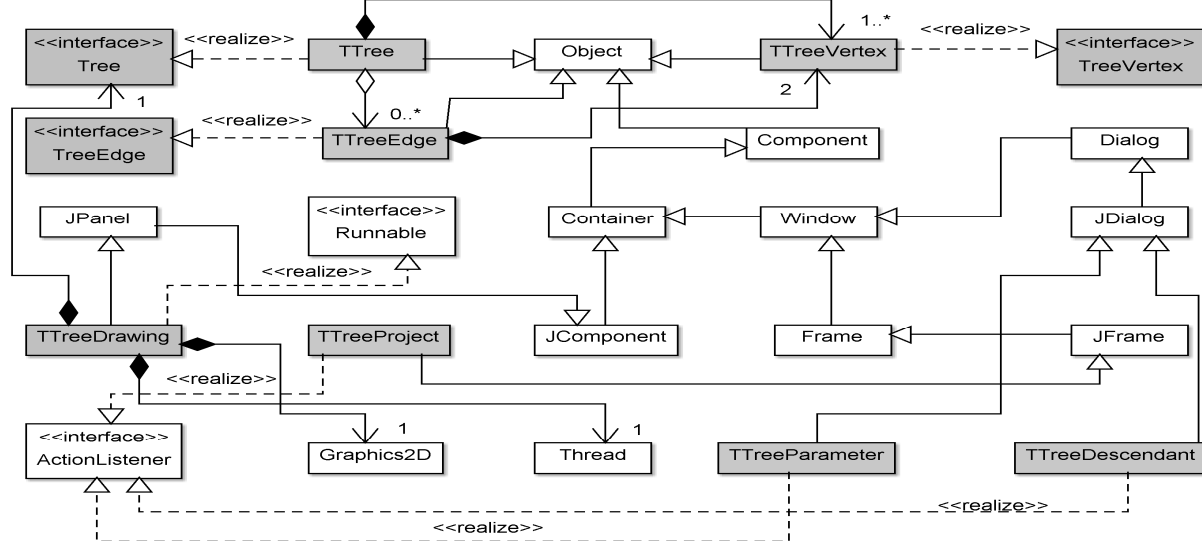 1..*
<<interface>>
Tree
<<realize>>
TTree
Object
TTreeVertex
<<realize>>
<<interface>>
TreeVertex
1
2
0..*
<<interface>>
TreeEdge
<<realize>>
TTreeEdge
Component
Dialog
JPanel
<<interface>>
Runnable
Container
Window
JDialog
<<realize>>
TTreeDrawing
TTreeProject
JComponent
Frame
JFrame
<<realize>>
1
1
<<interface>>
ActionListener
Graphics2D
Thread
TTreeParameter
TTreeDescendant
<<realize>>
<<realize>>